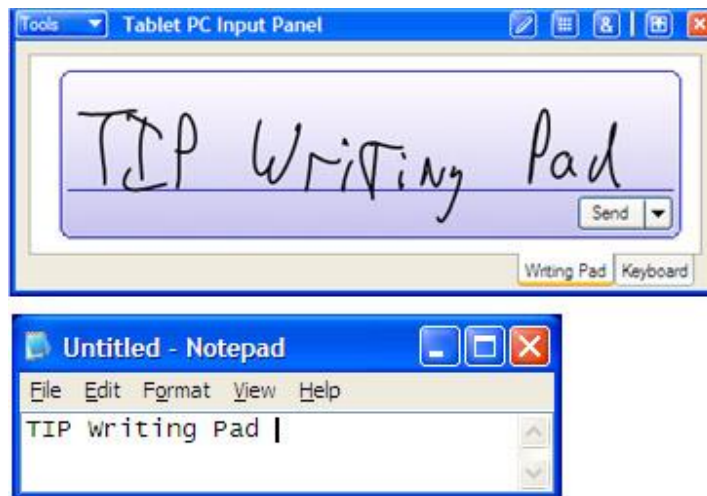 Tools Tablet PC Input Panel &
TIP Writing Pad
Send
Writing Pad Keyboard
Untitled - Notepad
File Edit Format View Help
TIP Writing Pad